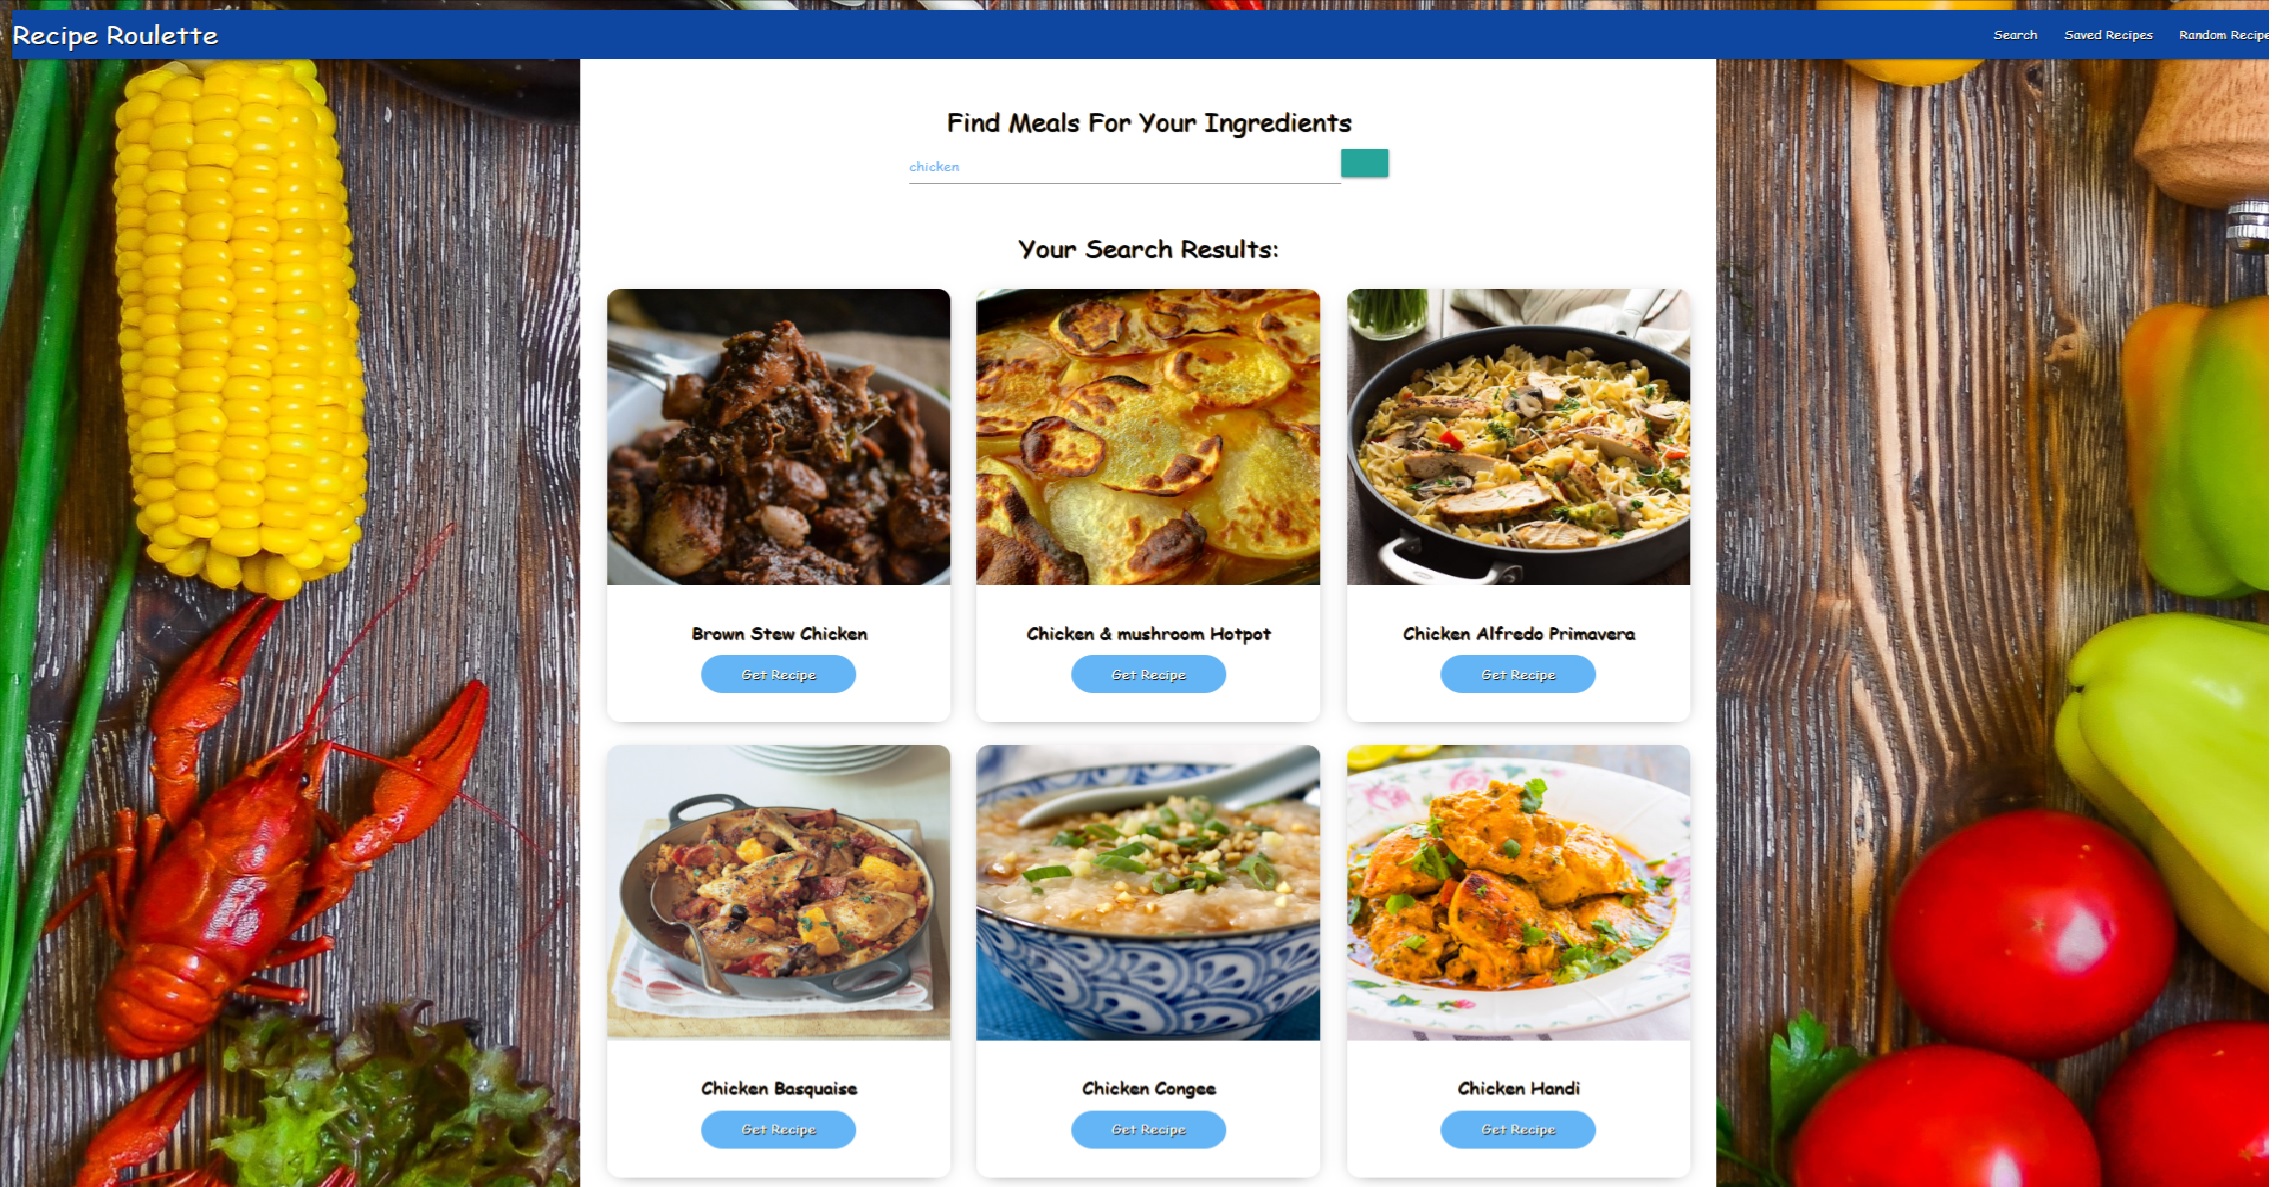 Recipe Roulette
Search Saved Recipes Random Recipe
Find Meals For Your Ingredients
chicken
Your Search Results:
Brown Stew Chicken
Get Recipe
Chicken & mushroom Hotpot
Get Recipe
Chicken Alfredo Primavera
Get Recipe
Chicken Basquaise
Get Recipe
Chicken Congee
Get Recipe
Chicken Handi
Get Recipe